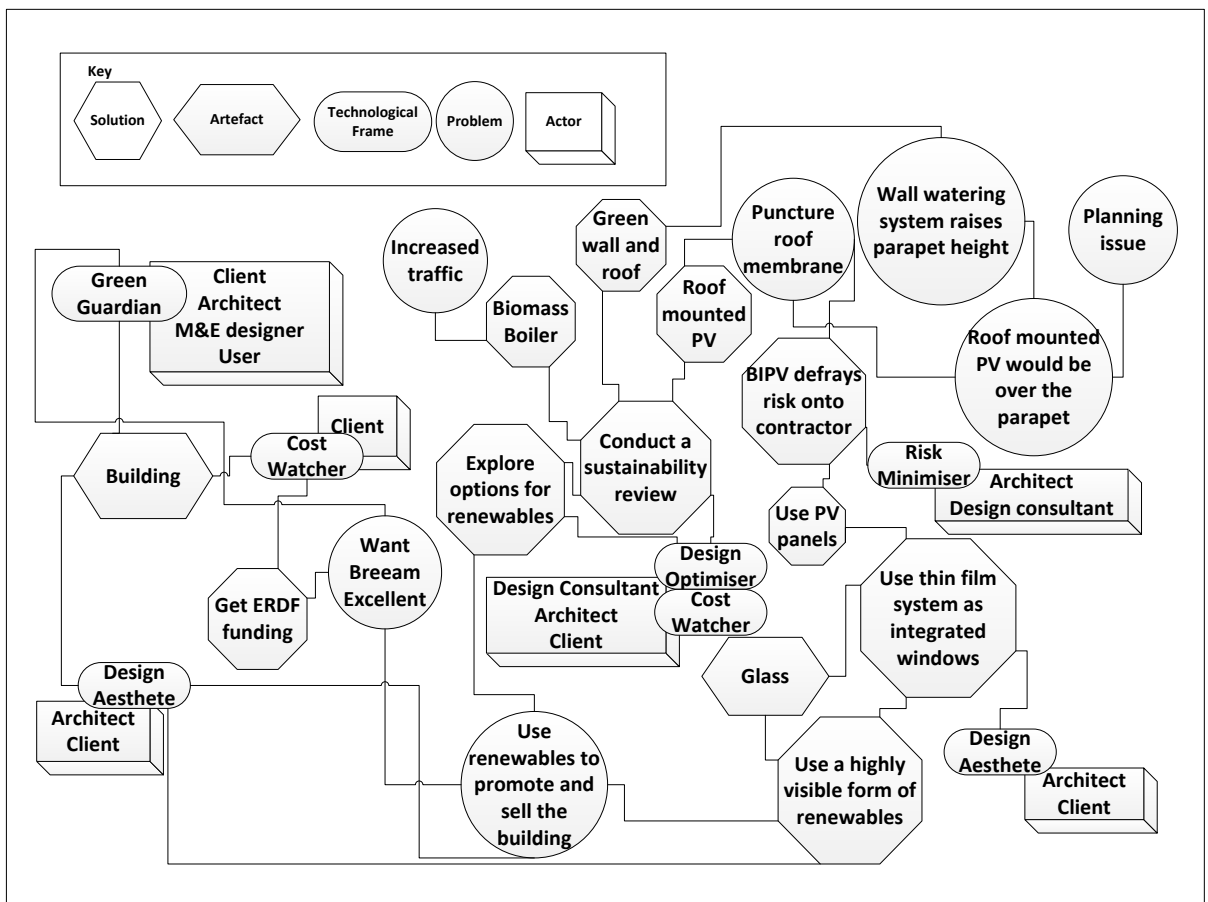 Key
Solution
Artefact
Technological
Frame
Problem
Actor
Increased
traffic
Biomass
Boiler
Green
wall and
roof
Roof
mounted
PV
Puncture
roof
membrane
Wall watering
system raises
parapet height
Planning
issue
Roof mounted
PV would be
over the
parapet
Green
Guardian
Client
Architect
M&E designer
User
Client
Cost
Watcher
Building
Explore
options for
renewables
Conduct a
sustainability
review
BIPV defrays
risk onto
contractor
Risk
Minimiser
Architect
Design consultant
Use PV
panels
Get ERDF
funding
Want
Breeam
Excellent
Design
Optimiser
Cost
Watcher
Design Consultant
Architect
Client
Use thin film
system as
integrated
windows
Glass
Design
Aesthete
Architect
Client
Use
renewables to
promote and
sell the
building
Use a highly
visible form of
renewables
Design
Aesthete
Architect
Client